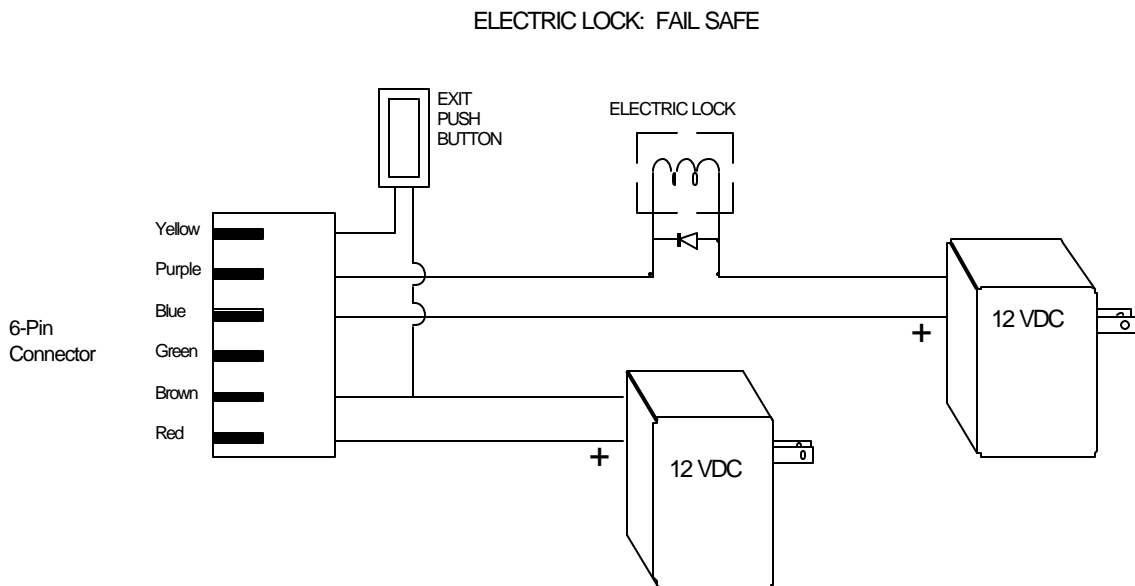 ELECTRIC LOCK: FAIL SAFE
EXIT
PUSH
BUTTON
ELECTRIC LOCK
Yellow
Purple
Blue
Green
Brown
Red
6-Pin
Connector
+
12 VDC
+
12 VDC